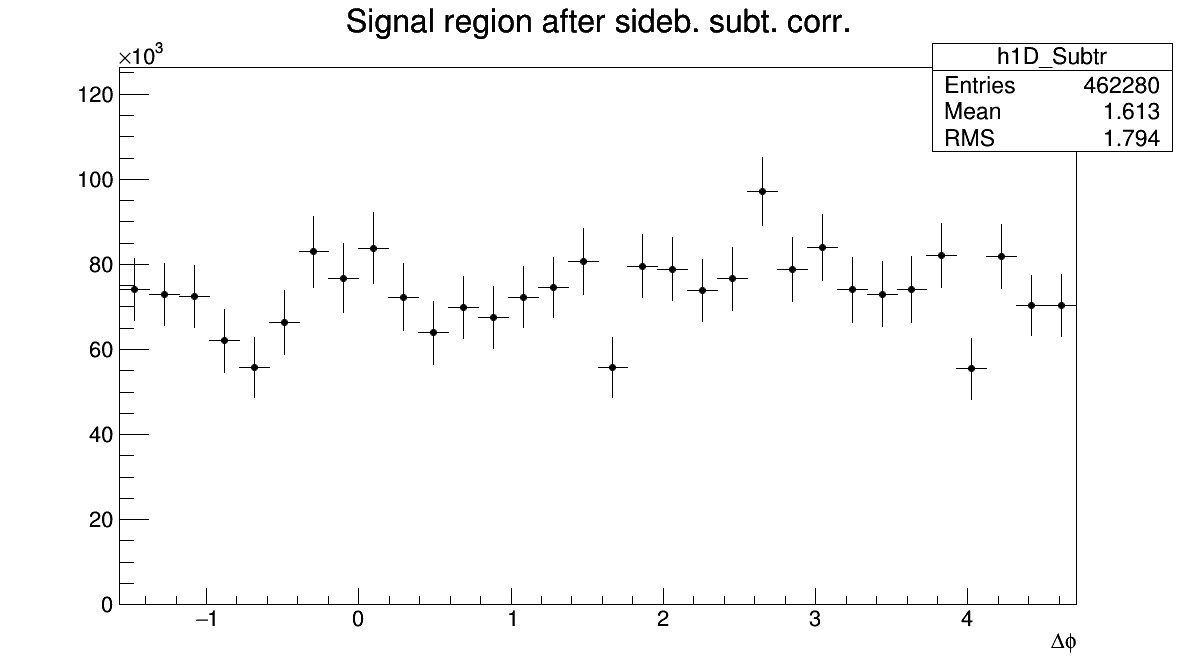 Signal region after sideb. subt. corr.
×10³
h1D_Subtr
Entries 462280
Mean 1.613
RMS 1.794
120
100
80
60
40
20
0
−1 0 1 2 3 4
Δϕ